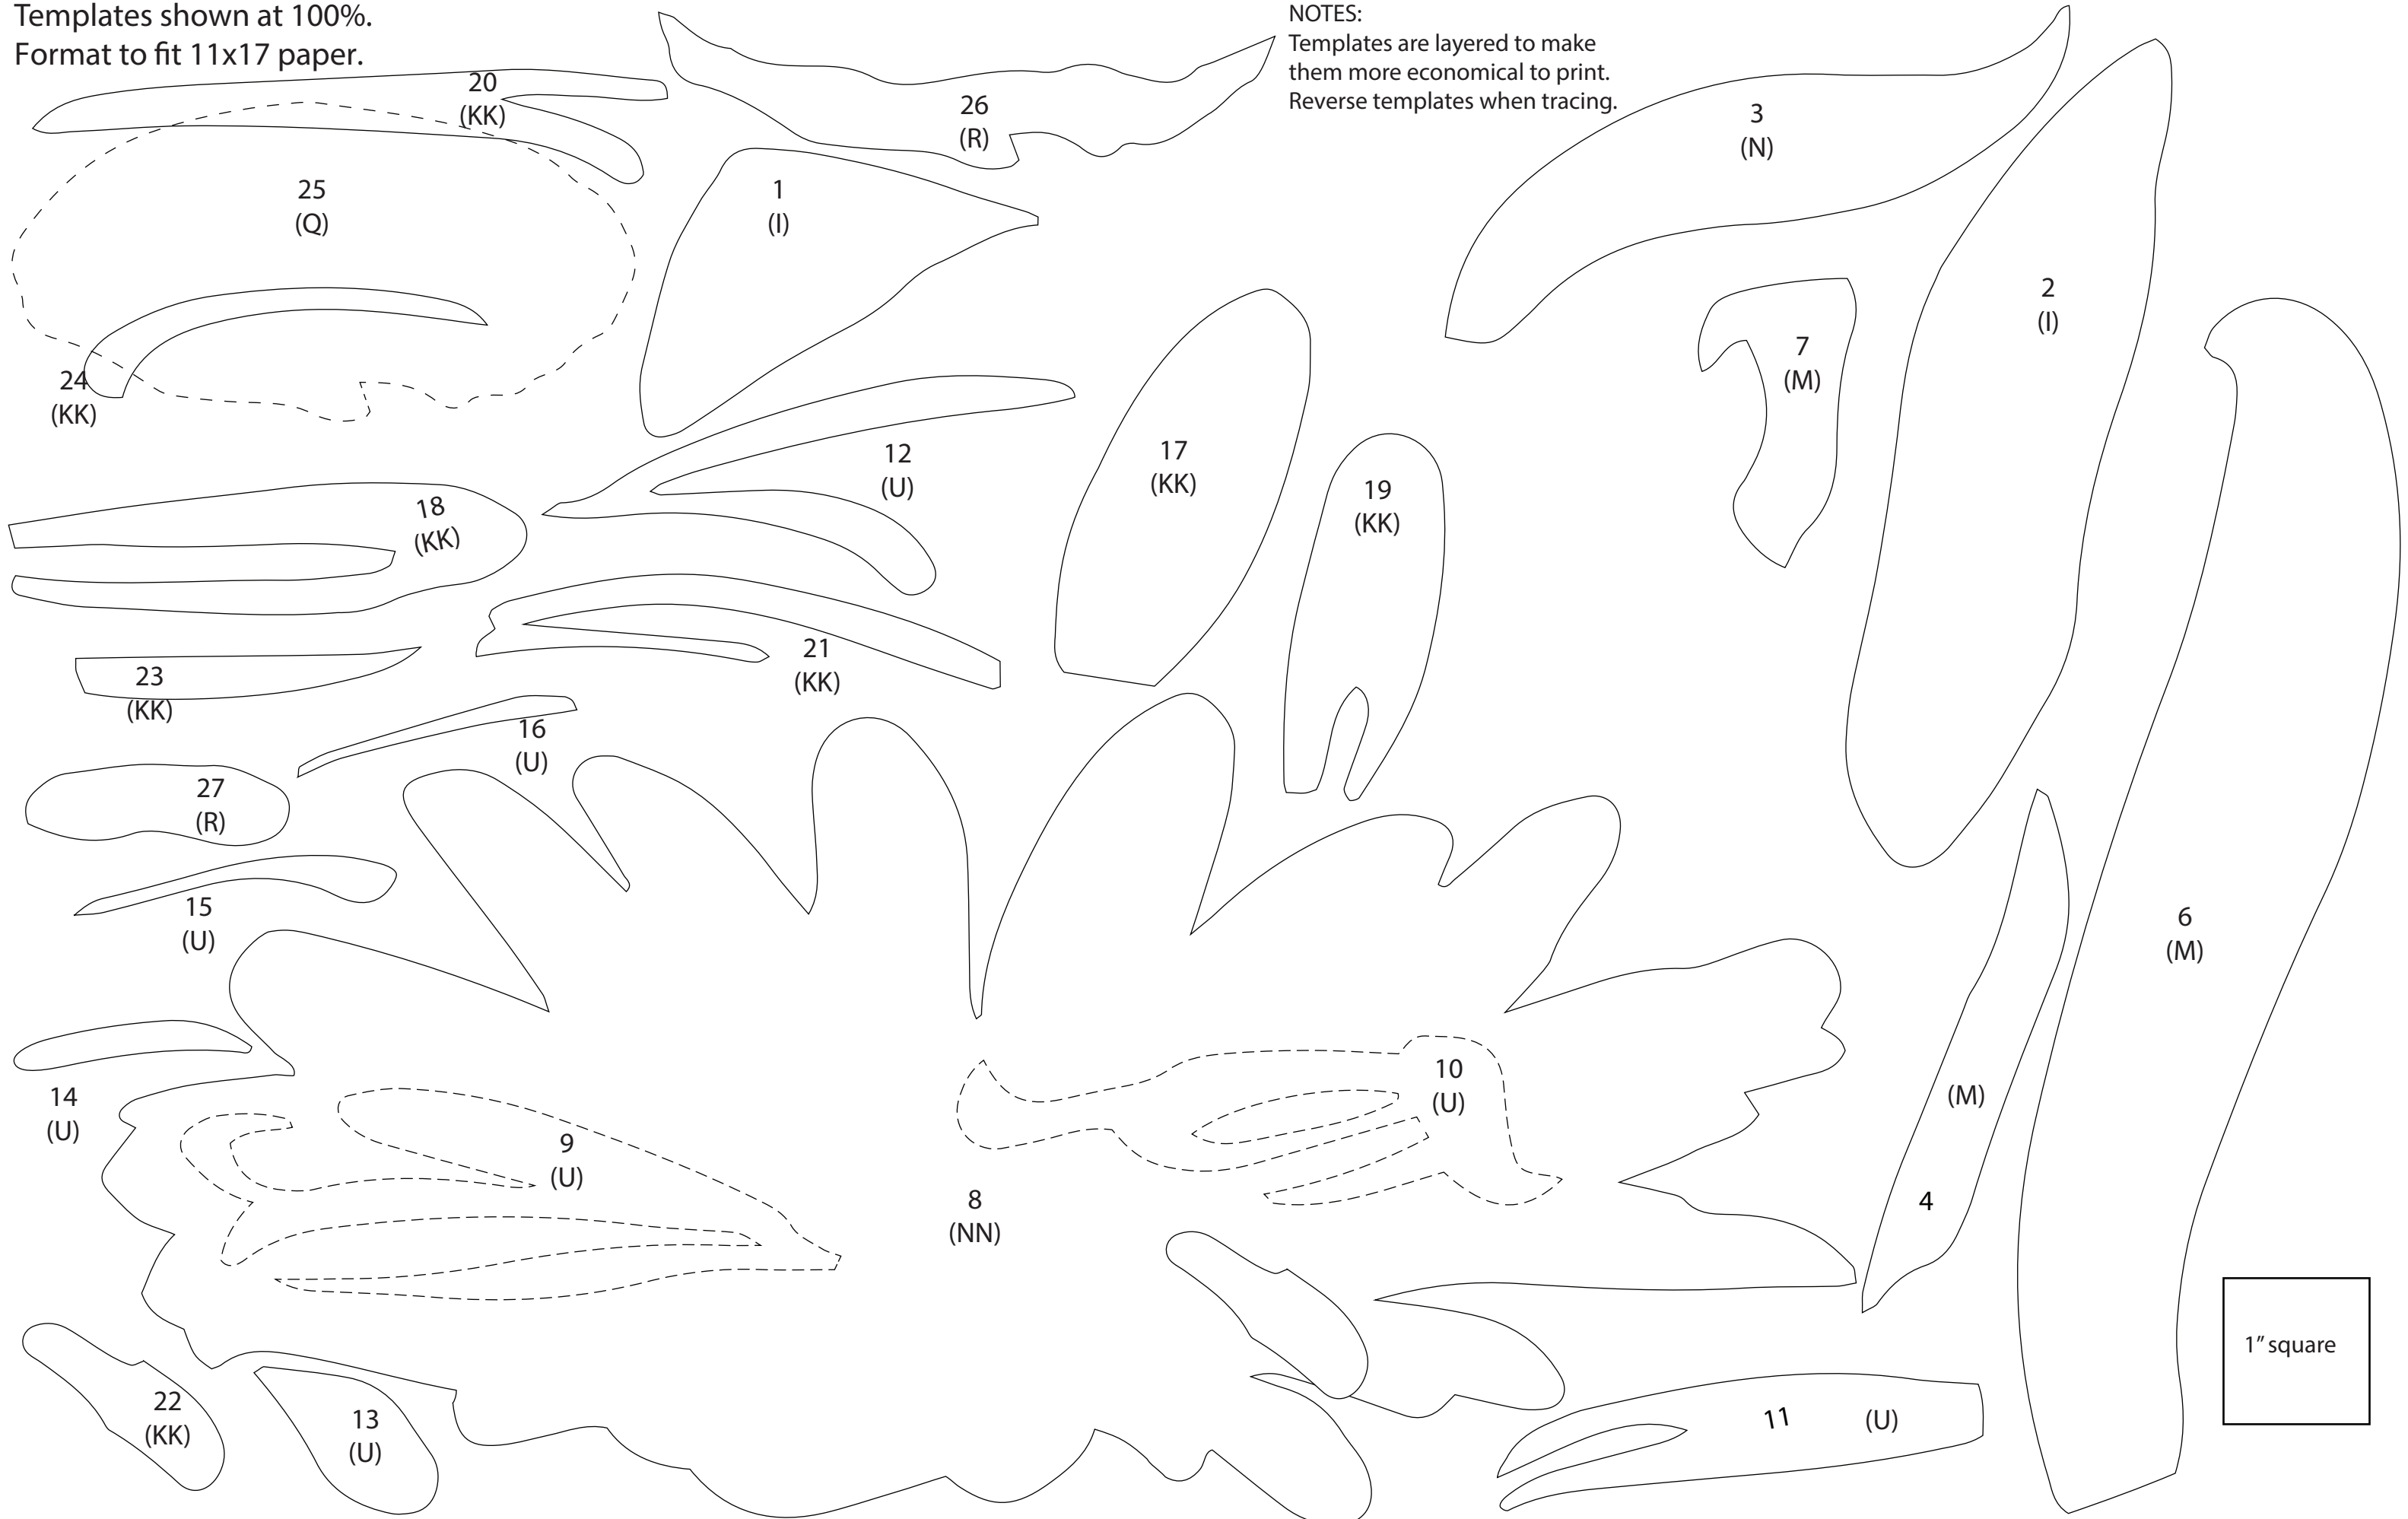 Templates shown at 100%.
Format to fit 11x17 paper.
NOTES:
Templates are layered to make
them more economical to print.
Reverse templates when tracing.
20
(KK)
26
(R)
3
(N)
25
(Q)
1
(I)
2
(I)
7
(M)
24
(KK)
12
(U)
17
(KK)
19
(KK)
18
(KK)
21
(KK)
23
(KK)
16
(U)
27
(R)
15
(U)
6
(M)
14
(U)
10
(U)
(M)
4
9
(U)
8
(NN)
1” square
22
(KK)
13
(U)
11 (U)